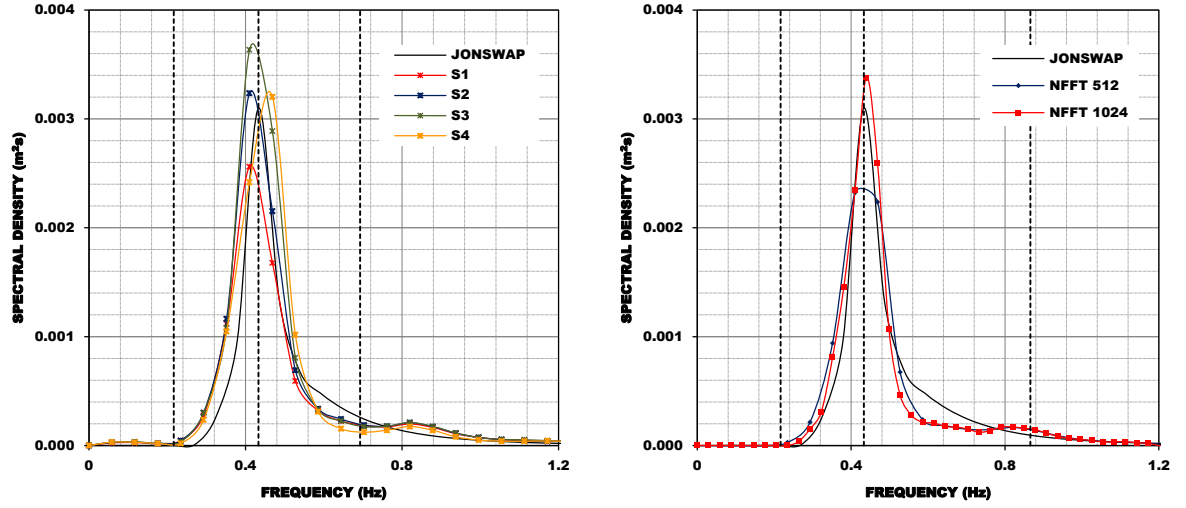 0.004
0.003
0.002
0.001
0.000
SPECTRAL DENSITY (m²s)
JONSWAP
S1
S2
S3
S4
0
0.4
0.8
1.2
FREQUENCY (Hz)
0.004
0.003
0.002
0.001
0.000
SPECTRAL DENSITY (m²s)
JONSWAP
NFFT 512
NFFT 1024
0
0.4
0.8
1.2
FREQUENCY (Hz)